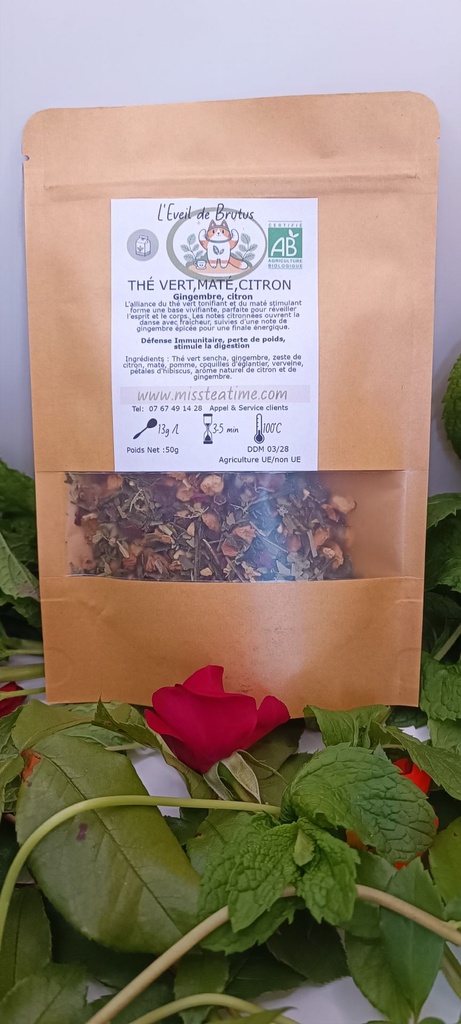 L'Eveil de Brutus
CERTIFIÉ
AB
AGRICULTURE
BIOLOGIQUE
THÉ VERT,MATÉ,CITRON
Gingembre, citron
L'alliance du thé vert tonifiant et du maté stimulant
forme une base vivifiante, parfaite pour réveiller
l'esprit et le corps. Les notes citronnées ouvrent la
danse avec fraîcheur, suivies d'une note de
gingembre épicée pour une finale énergique.
Défense Immunitaire, perte de poids,
stimule la digestion
Ingrédients : Thé vert sencha, gingembre, zeste de
citron, maté, pomme, coquilles d'églantier, verveine,
pétales d'hibiscus, arôme naturel de citron et de
gingembre.
www.missteatime.com
Tel: 07 67 49 14 28 Appel & Service clients
13g/L 3-5 min 100°C
Poids Net :50g DDM 03/28
Agriculture UE/non UE